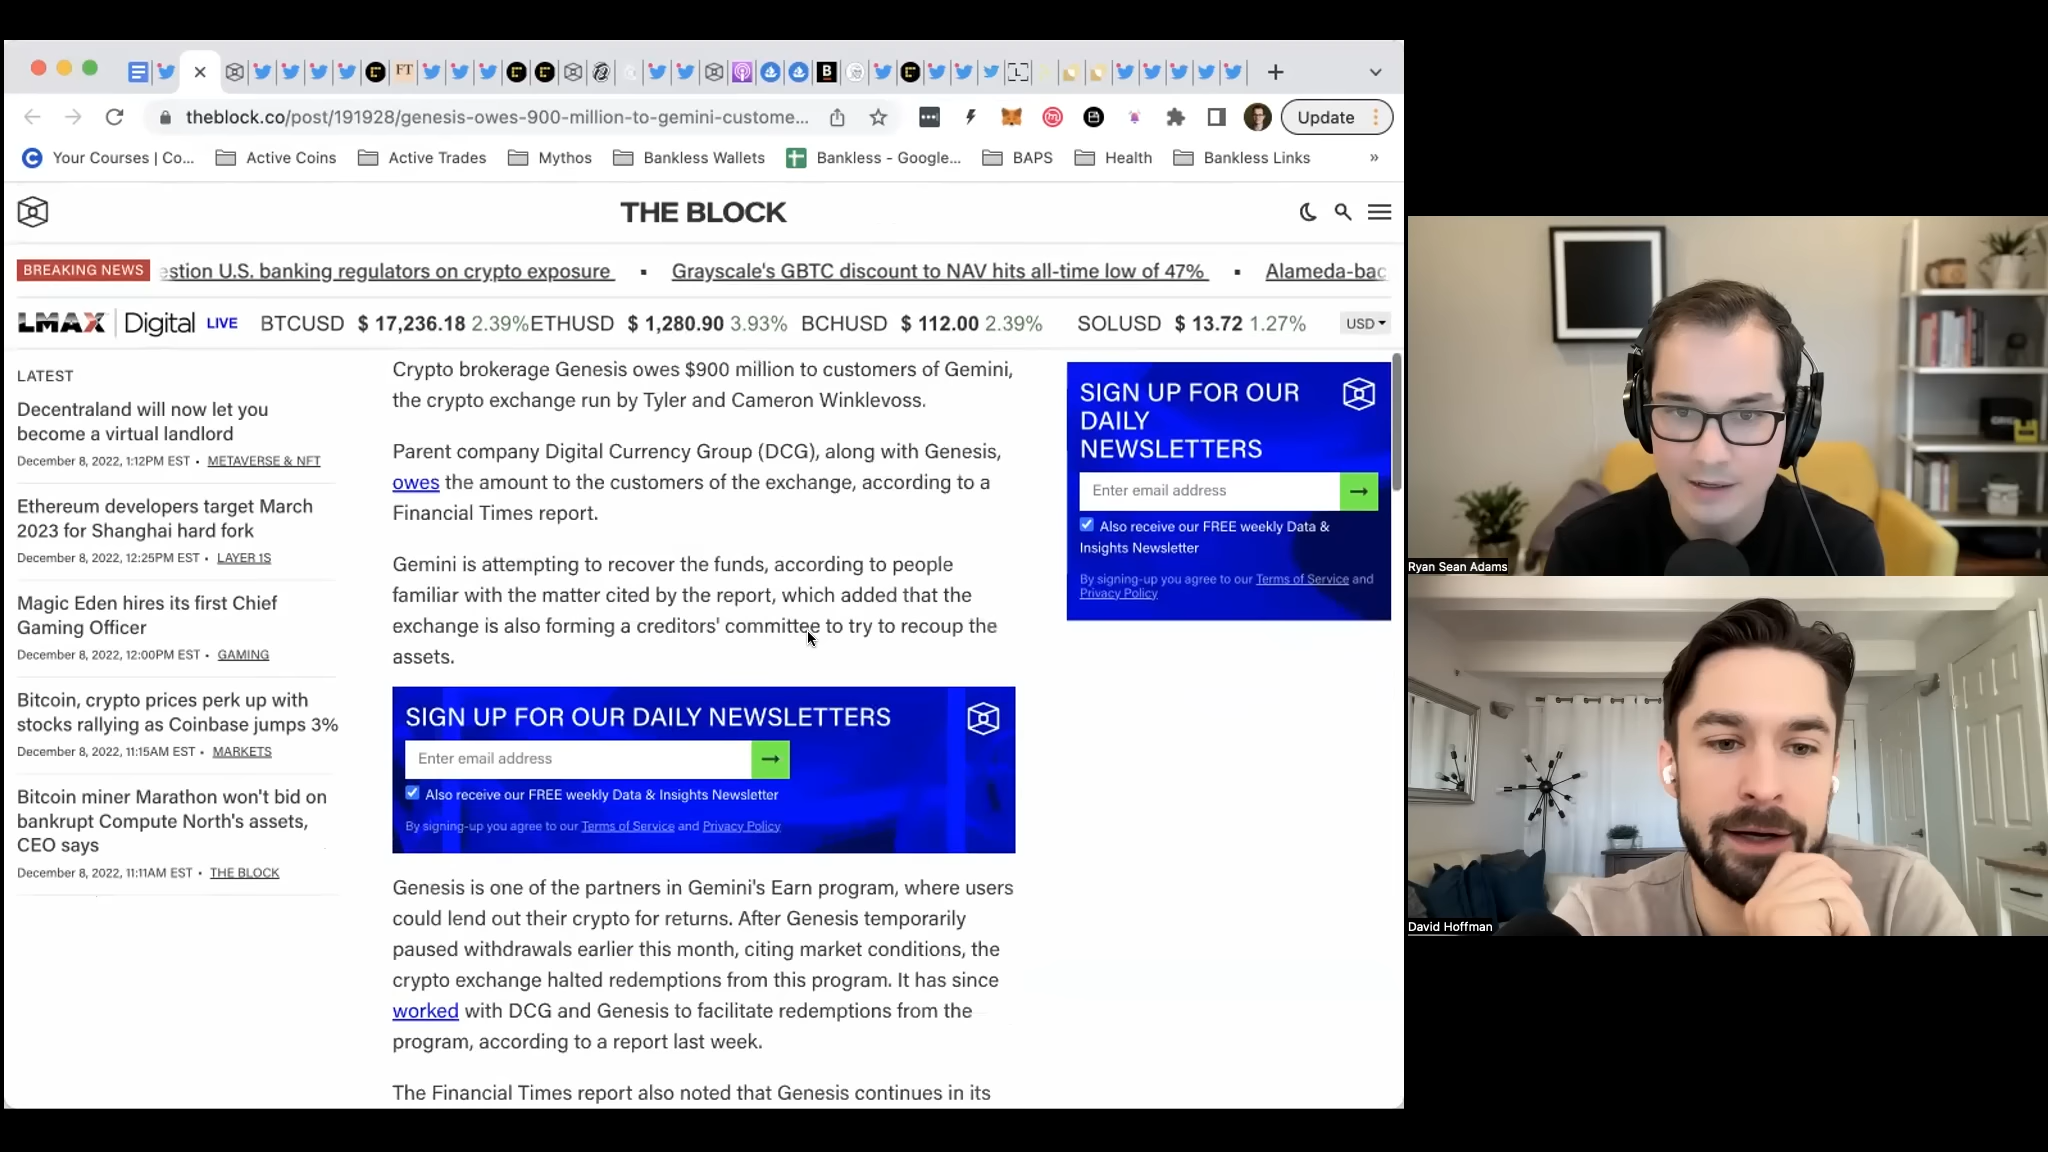 theblock.co/post/191928/genesis-owes-900-million-to-gemini-custome...
Update
Your Courses | Co...
Active Coins
Active Trades
Mythos
Bankless Wallets
Bankless - Google...
BAPS
Health
Bankless Links
»
THE BLOCK
BREAKING NEWS
estion U.S. banking regulators on crypto exposure
▪ Grayscale's GBTC discount to NAV hits all-time low of 47%
▪ Alameda-bac
LMAX Digital LIVE
BTCUSD $ 17,236.18 2.39%
ETHUSD $ 1,280.90 3.93%
BCHUSD $ 112.00 2.39%
SOLUSD $ 13.72 1.27%
USD
LATEST
Decentraland will now let you
become a virtual landlord
December 8, 2022, 1:12PM EST • METAVERSE & NFT
Ethereum developers target March
2023 for Shanghai hard fork
December 8, 2022, 12:25PM EST • LAYER 1S
Magic Eden hires its first Chief
Gaming Officer
December 8, 2022, 12:00PM EST • GAMING
Bitcoin, crypto prices perk up with
stocks rallying as Coinbase jumps 3%
December 8, 2022, 11:15AM EST • MARKETS
Bitcoin miner Marathon won't bid on
bankrupt Compute North's assets,
CEO says
December 8, 2022, 11:11AM EST • THE BLOCK
Crypto brokerage Genesis owes $900 million to customers of Gemini,
the crypto exchange run by Tyler and Cameron Winklevoss.
Parent company Digital Currency Group (DCG), along with Genesis,
owes the amount to the customers of the exchange, according to a
Financial Times report.
Gemini is attempting to recover the funds, according to people
familiar with the matter cited by the report, which added that the
exchange is also forming a creditors' committee to try to recoup the
assets.
SIGN UP FOR OUR DAILY NEWSLETTERS
Enter email address
→
Also receive our FREE weekly Data & Insights Newsletter
By signing-up you agree to our Terms of Service and Privacy Policy
Genesis is one of the partners in Gemini's Earn program, where users
could lend out their crypto for returns. After Genesis temporarily
paused withdrawals earlier this month, citing market conditions, the
crypto exchange halted redemptions from this program. It has since
worked with DCG and Genesis to facilitate redemptions from the
program, according to a report last week.
The Financial Times report also noted that Genesis continues in its
SIGN UP FOR OUR
DAILY
NEWSLETTERS
Enter email address
→
Also receive our FREE weekly Data &
Insights Newsletter
By signing-up you agree to our Terms of Service and
Privacy Policy
Ryan Sean Adams
David Hoffman